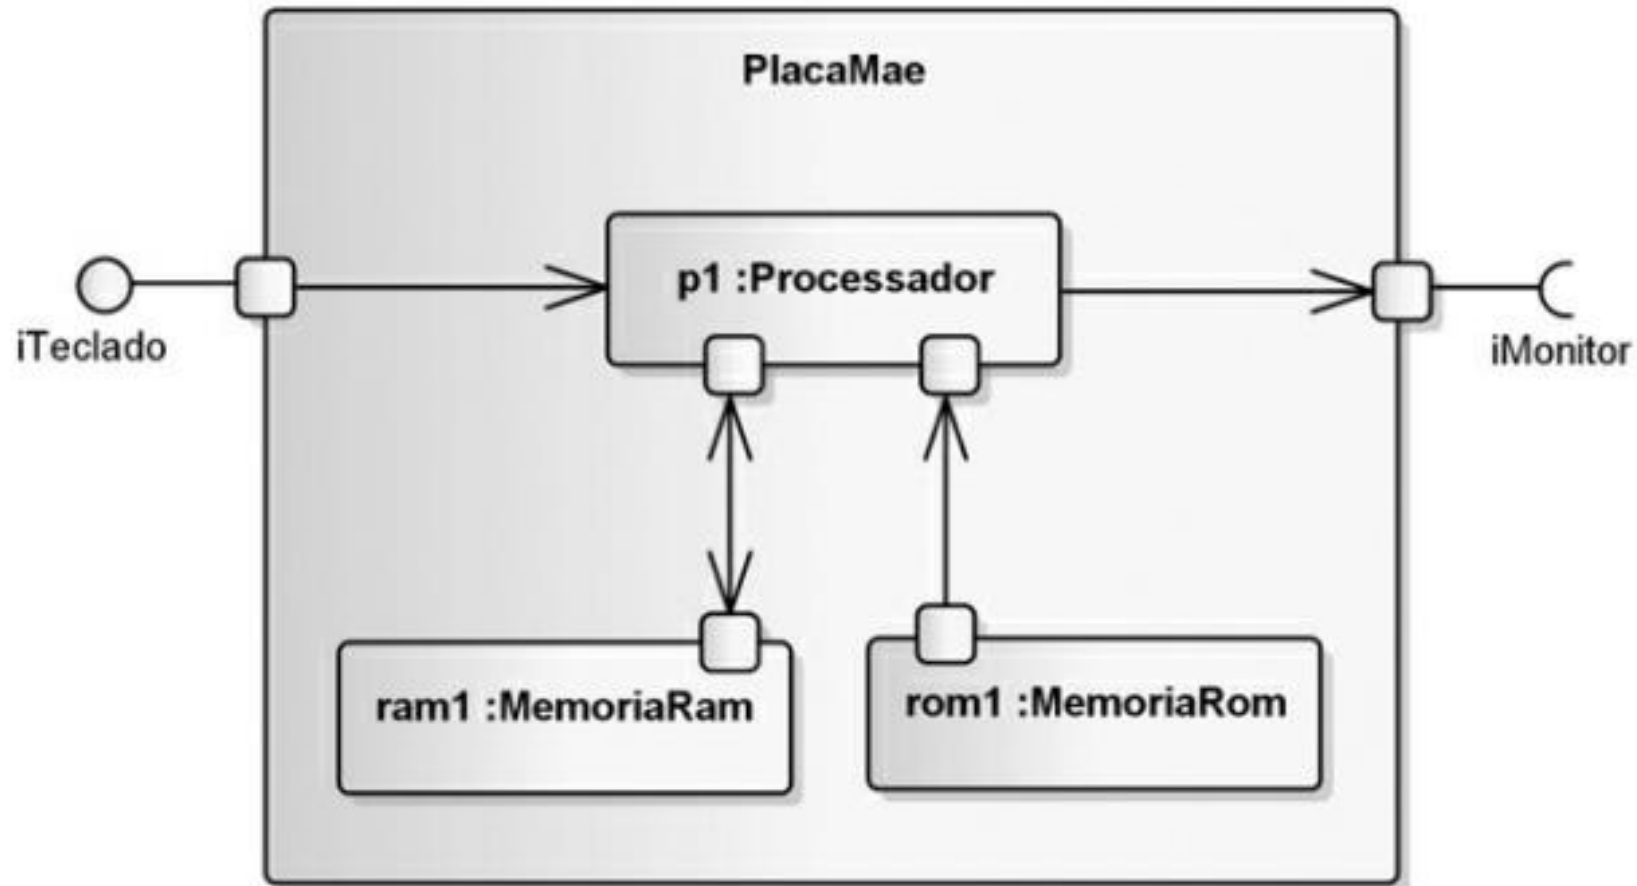 PlacaMae
p1 :Processador
iTeclado
iMonitor
ram1 :MemoriaRam
rom1 :MemoriaRom